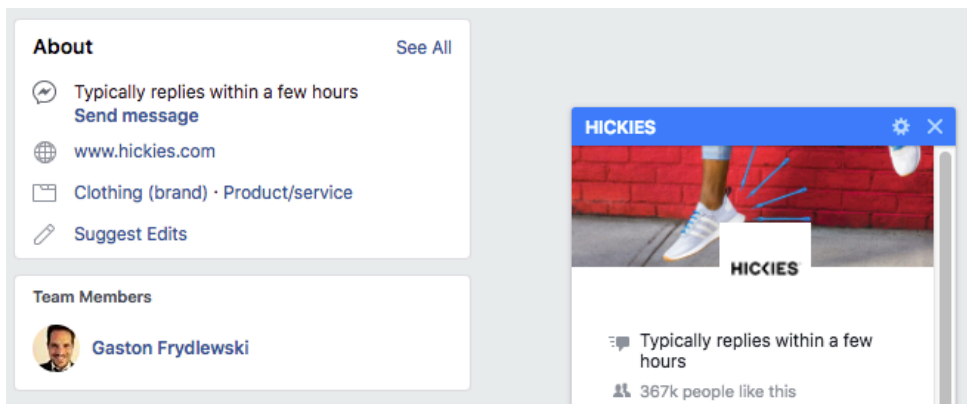 About
See All
Typically replies within a few hours
Send message
www.hickies.com
Clothing (brand) · Product/service
Suggest Edits
Team Members
Gaston Frydlewski
HICKIES
HICKIES
Typically replies within a few
hours
367k people like this